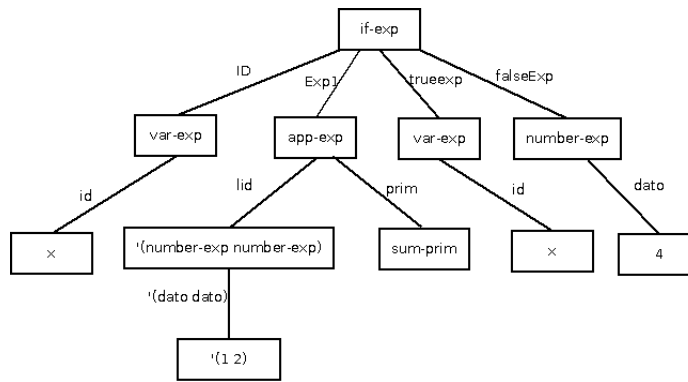 if-exp
ID
Exp1
trueexp
falseExp
var-exp
app-exp
var-exp
number-exp
id
lid
prim
id
dato
x
'(number-exp number-exp)
sum-prim
x
4
'(dato dato)
'(1 2)